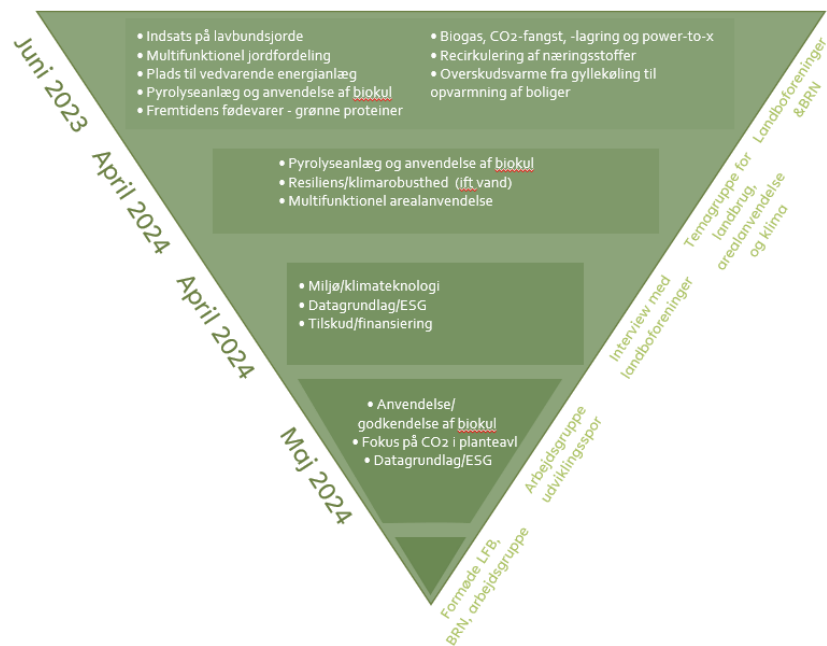 Juni 2023
• Indsats på lavbundsjorde
• Multifunktionel jordfordeling
• Plads til vedvarende energianlæg
• Pyrolyseanlæg og anvendelse af biokul
• Fremtidens fødevarer - grønne proteiner
• Biogas, CO2-fangst, -lagring og power-to-x
• Recirkulering af næringsstoffer
• Overskudsvarme fra gyllekøling til
opvarmning af boliger
Landboforeninger
&BRN
April 2024
• Pyrolyseanlæg og anvendelse af biokul
• Resiliens/klimarobusthed (ift vand)
• Multifunktionel arealanvendelse
Temagruppe for
landbrug,
arealanvendelse
og klima
April 2024
• Miljø/klimateknologi
• Datagrundlag/ESG
• Tilskud/finansiering
Interview med
landboforeninger
Maj 2024
• Anvendelse/
godkendelse af biokul
• Fokus på CO2 i planteavl
• Datagrundlag/ESG
Arbejdsgruppe
udviklingsspor
Formøde LFB,
BRN, arbejdsgruppe